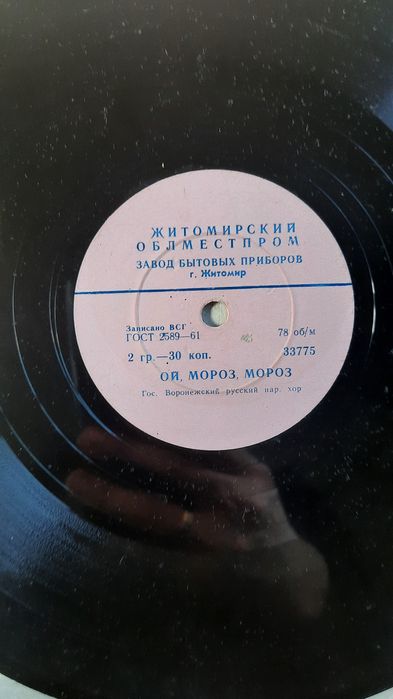 ЖИТОМИРСКИЙ
ОБЛМЕСТПРОМ
ЗАВОД БЫТОВЫХ ПРИБОРОВ
г. Житомир
Записано ВСГ
ГОСТ 2589—61 78 об/м
2 гр.—30 коп. 33775
ОЙ, МОРОЗ, МОРОЗ
Гос. Воронежский русский нар. хор